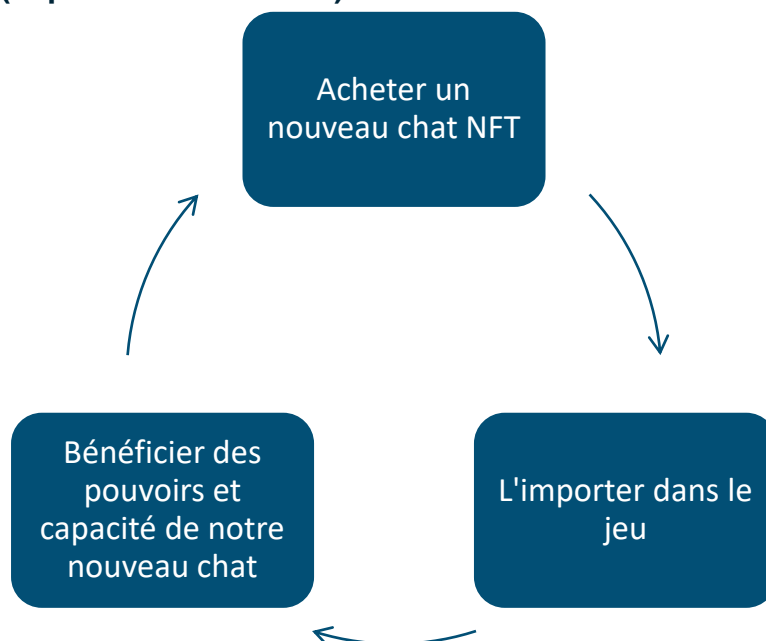 Acheter un
nouveau chat NFT
L'importer dans le
jeu
Bénéficier des
pouvoirs et
capacité de notre
nouveau chat